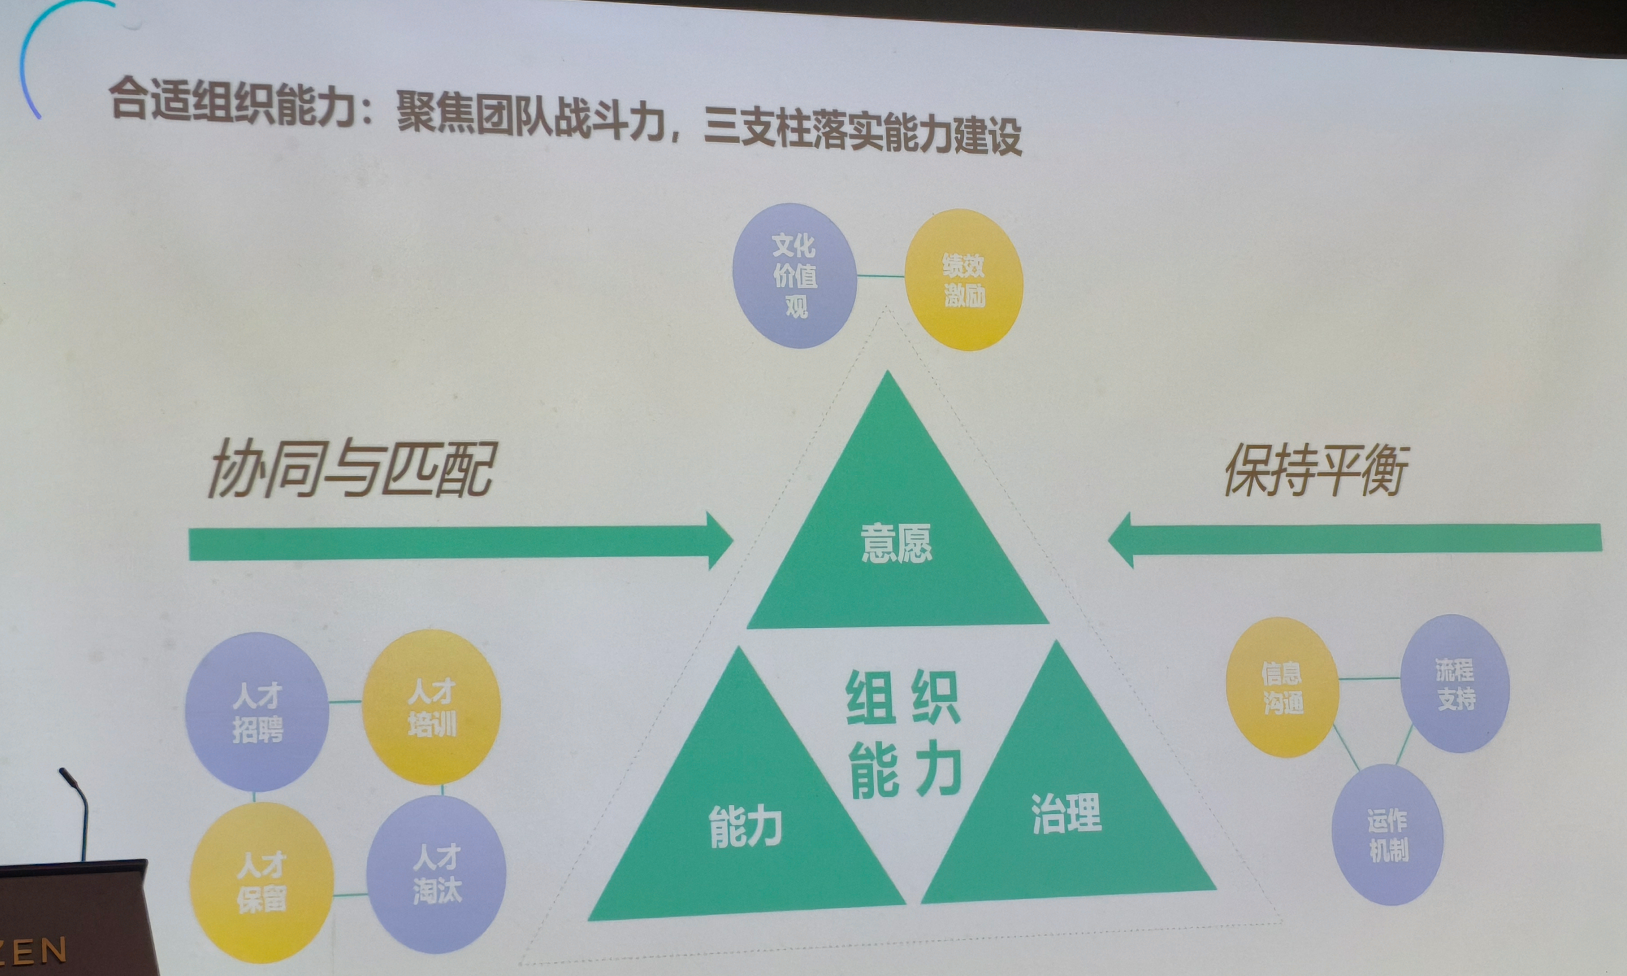 合适组织能力：聚焦团队战斗力，三支柱落实能力建设
文化
价值
观
绩效
激励
协同与匹配
保持平衡
意愿
人才
招聘
人才
培训
组织
能力
信息
沟通
流程
支持
能力
治理
人才
保留
人才
淘汰
运作
机制
ZEN